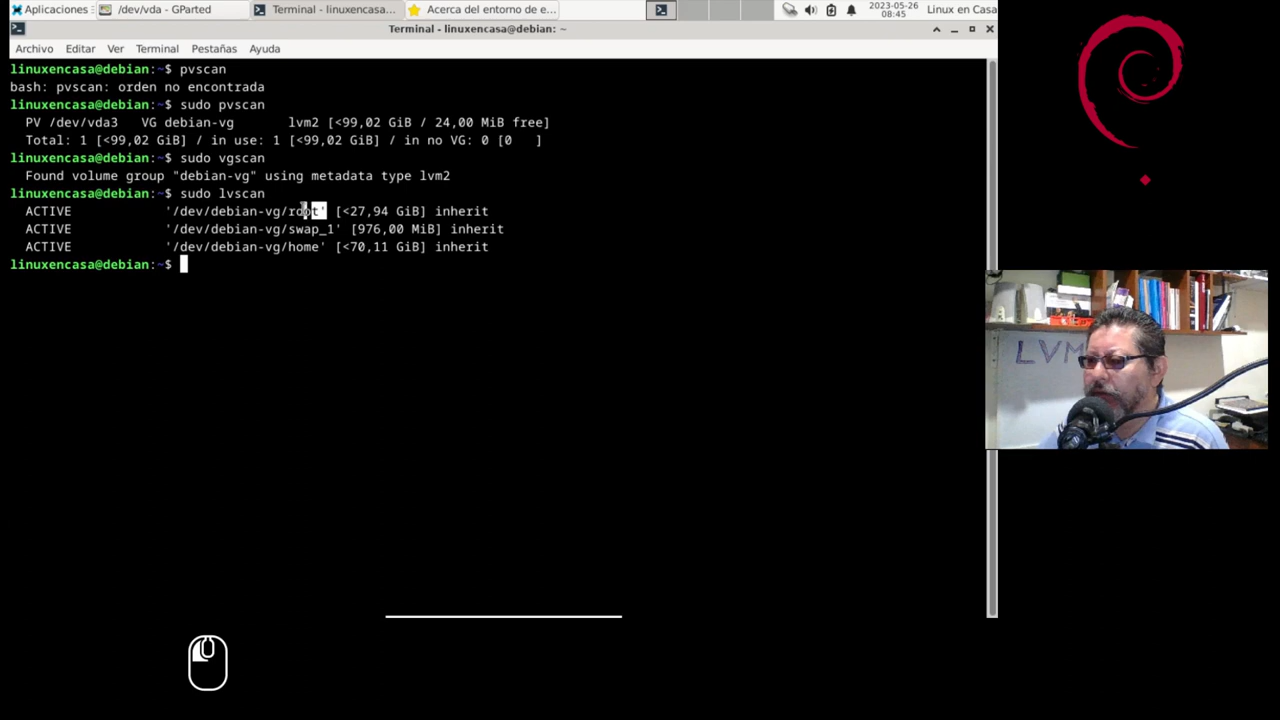 Aplicaciones
/dev/vda - GParted
Terminal - linuxencasa...
Acerca del entorno de e...
2023-05-26
08:45
Linux en Casa
Terminal - linuxencasa@debian: ~
Archivo Editar Ver Terminal Pestañas Ayuda
linuxencasa@debian:~$ pvscan
bash: pvscan: orden no encontrada
linuxencasa@debian:~$ sudo pvscan
PV /dev/vda3 VG debian-vg lvm2 [<99,02 GiB / 24,00 MiB free]
Total: 1 [<99,02 GiB] / in use: 1 [<99,02 GiB] / in no VG: 0 [0 ]
linuxencasa@debian:~$ sudo vgscan
Found volume group "debian-vg" using metadata type lvm2
linuxencasa@debian:~$ sudo lvscan
ACTIVE '/dev/debian-vg/root' [<27,94 GiB] inherit
ACTIVE '/dev/debian-vg/swap_1' [976,00 MiB] inherit
ACTIVE '/dev/debian-vg/home' [<70,11 GiB] inherit
linuxencasa@debian:~$
LVM